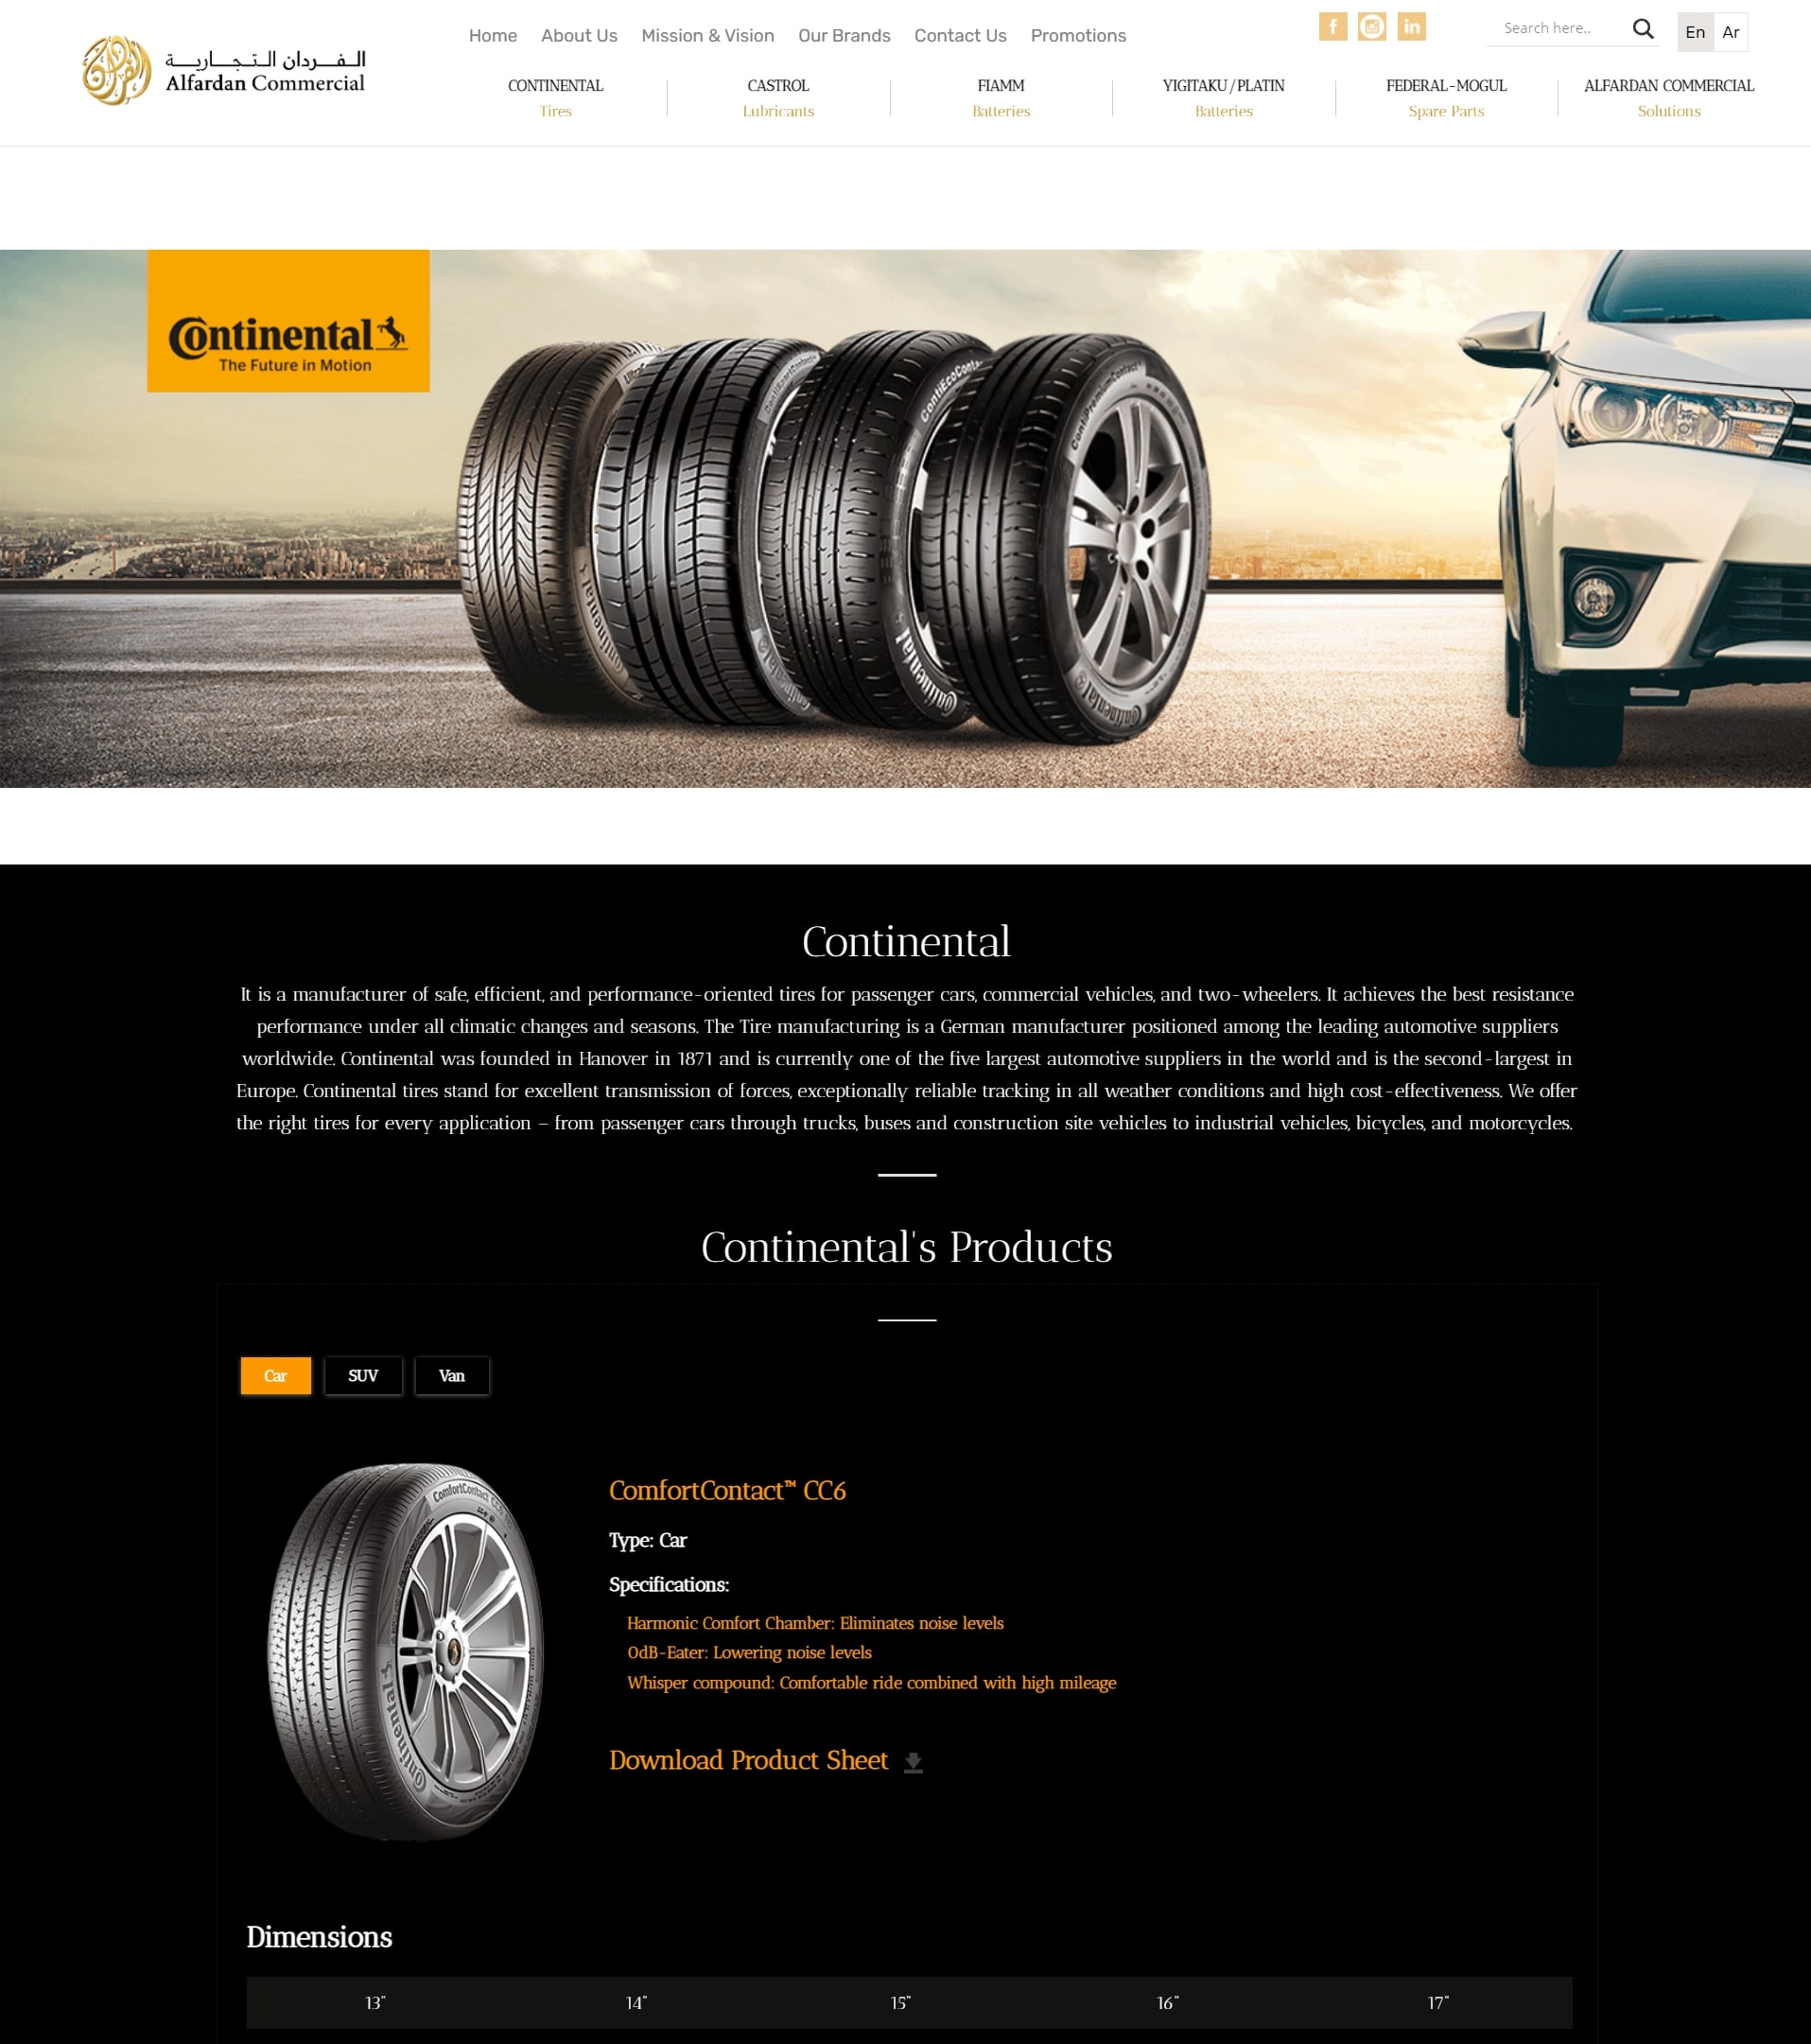 الفردان التجارية
Alfardan Commercial
Home About Us Mission & Vision Our Brands Contact Us Promotions
Search here..
En Ar
CONTINENTAL
Tires
CASTROL
Lubricants
FIAMM
Batteries
YIGITAKU/PLATIN
Batteries
FEDERAL-MOGUL
Spare Parts
ALFARDAN COMMERCIAL
Solutions
Continental
The Future in Motion
ContiEcoContact
ContiPremiumContact
Continental
Continental
Continental
Continental
It is a manufacturer of safe, efficient, and performance-oriented tires for passenger cars, commercial vehicles, and two-wheelers. It achieves the best resistance
performance under all climatic changes and seasons. The Tire manufacturing is a German manufacturer positioned among the leading automotive suppliers
worldwide. Continental was founded in Hanover in 1871 and is currently one of the five largest automotive suppliers in the world and is the second-largest in
Europe. Continental tires stand for excellent transmission of forces, exceptionally reliable tracking in all weather conditions and high cost-effectiveness. We offer
the right tires for every application – from passenger cars through trucks, buses and construction site vehicles to industrial vehicles, bicycles, and motorcycles.
Continental's Products
Car
SUV
Van
ComfortContact CC6
Continental
ComfortContact™ CC6
Type: Car
Specifications:
Harmonic Comfort Chamber: Eliminates noise levels
0dB-Eater: Lowering noise levels
Whisper compound: Comfortable ride combined with high mileage
Download Product Sheet
Dimensions
13" 14" 15" 16" 17"